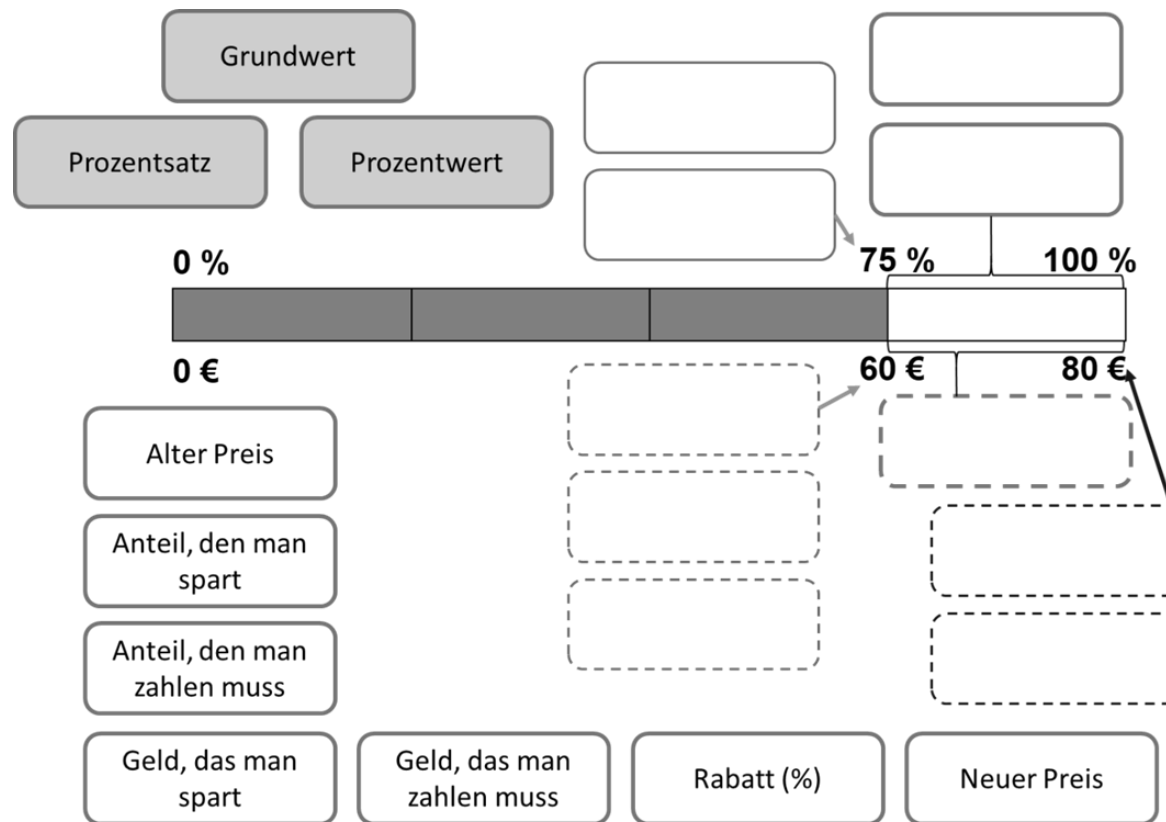 Grundwert
Prozentsatz
Prozentwert
0 %
75 %
100 %
0 €
60 €
80 €
Alter Preis
Anteil, den man
spart
Anteil, den man
zahlen muss
Geld, das man
spart
Geld, das man
zahlen muss
Rabatt (%)
Neuer Preis